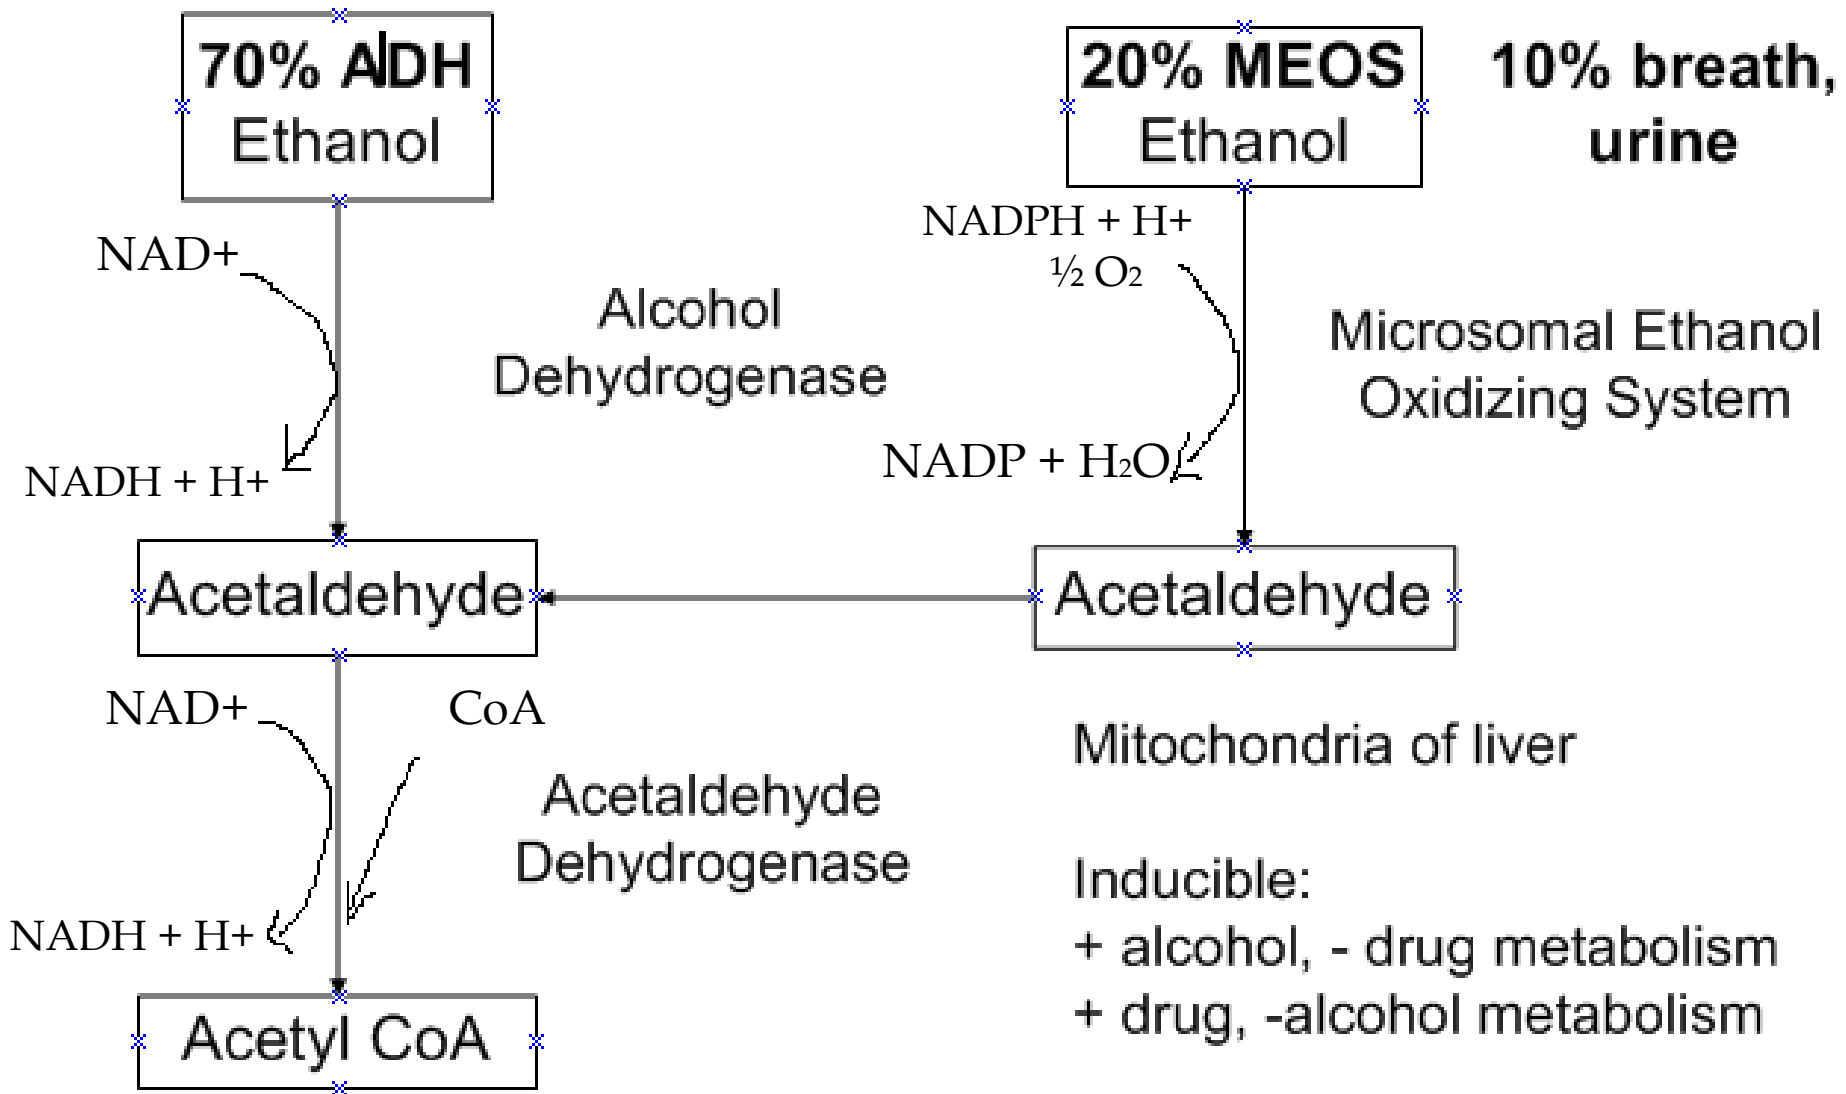 70% ADH
Ethanol
20% MEOS
Ethanol
10% breath,
urine
NAD+
NADH + H+
Alcohol
Dehydrogenase
NADPH + H+
½ O2
NADP + H2O
Microsomal Ethanol
Oxidizing System
Acetaldehyde
Acetaldehyde
NAD+
CoA
NADH + H+
Acetaldehyde
Dehydrogenase
Acetyl CoA
Mitochondria of liver
Inducible:
+ alcohol, - drug metabolism
+ drug, -alcohol metabolism